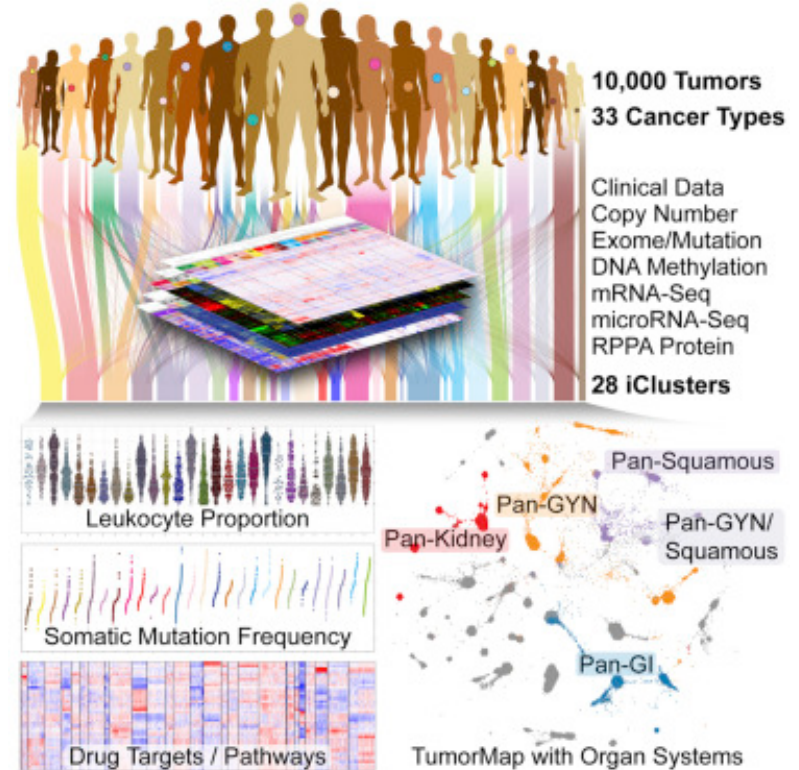 10,000 Tumors
33 Cancer Types
Clinical Data
Copy Number
Exome/Mutation
DNA Methylation
mRNA-Seq
microRNA-Seq
RPPA Protein
28 iClusters
Leukocyte Proportion
Somatic Mutation Frequency
Drug Targets / Pathways
Pan-Squamous
Pan-GYN
Pan-GYN/
Squamous
Pan-Kidney
Pan-GI
TumorMap with Organ Systems